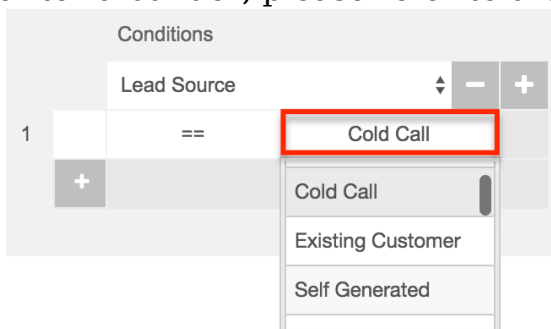 Conditions
Lead Source
1 == Cold Call
Cold Call
Existing Customer
Self Generated